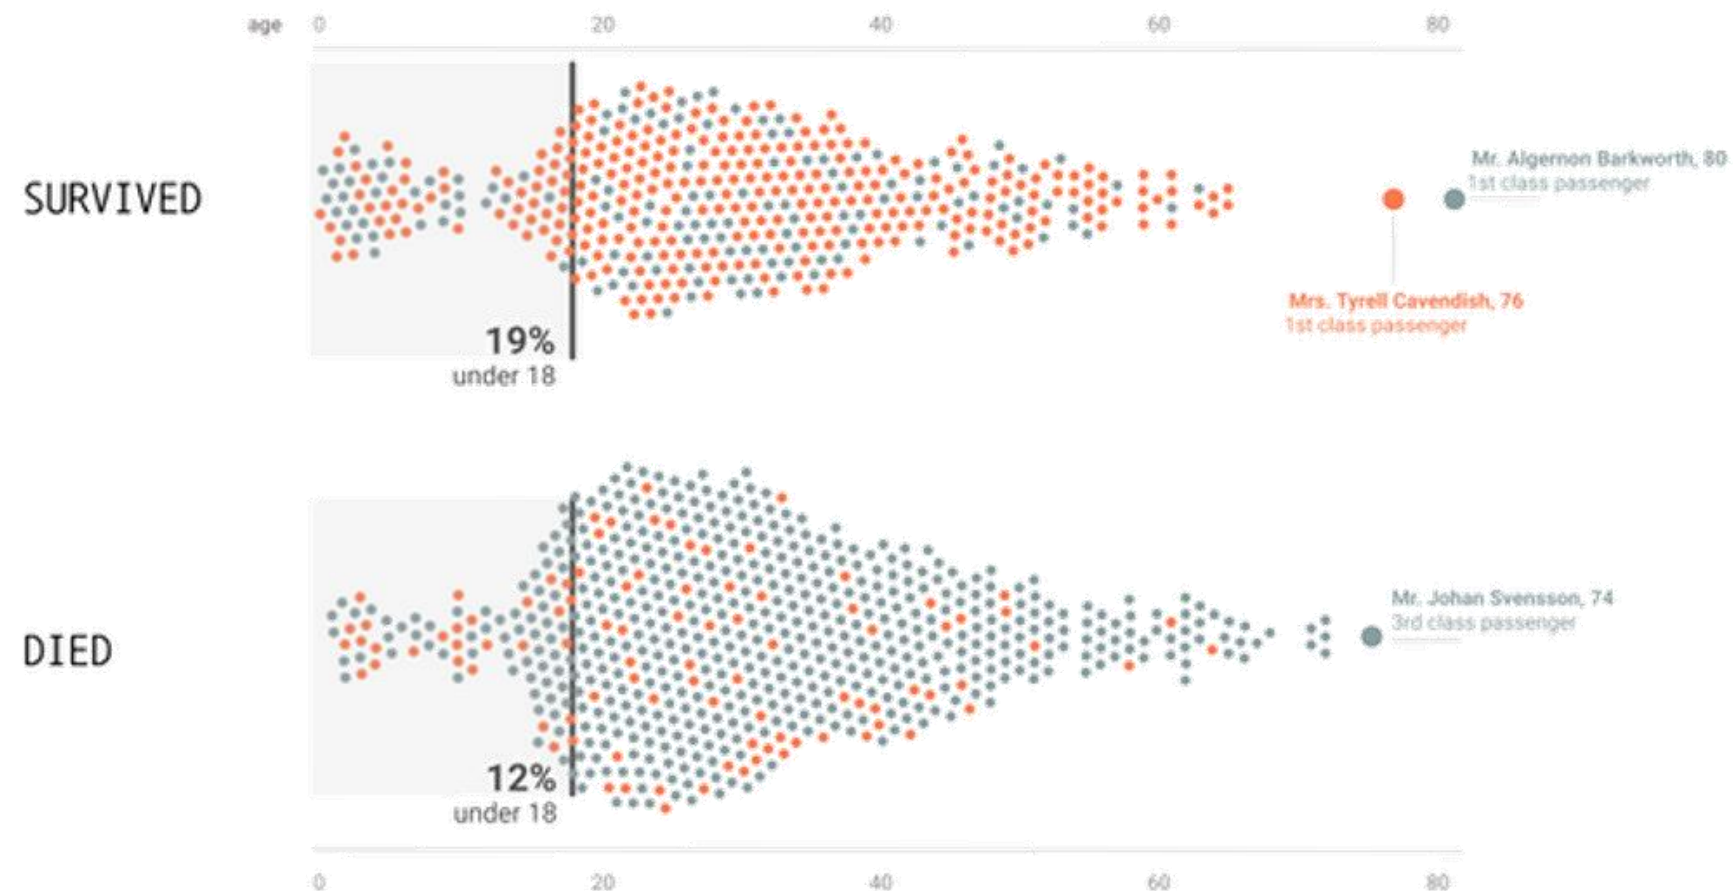 age 0 20 40 60 80
SURVIVED
Mr. Algernon Barkworth, 80
1st class passenger
Mrs. Tyrell Cavendish, 76
1st class passenger
19%
under 18
DIED
Mr. Johan Svensson, 74
3rd class passenger
12%
under 18
0 20 40 60 80